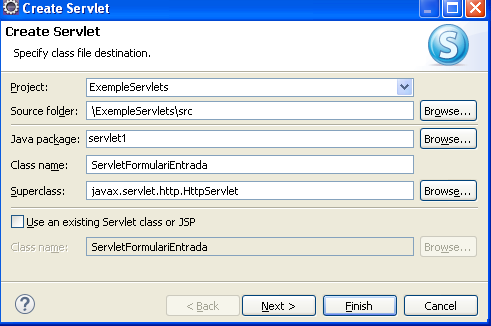 Create Servlet
Create Servlet
Specify class file destination.
S
Project: ExempleServlets
Source folder: \ExempleServlets\src Browse...
Java package: servlet1 Browse...
Class name: ServletFormulariEntrada
Superclass: javax.servlet.http.HttpServlet Browse...
Use an existing Servlet class or JSP
Class name: ServletFormulariEntrada Browse...
? < Back Next > Finish Cancel